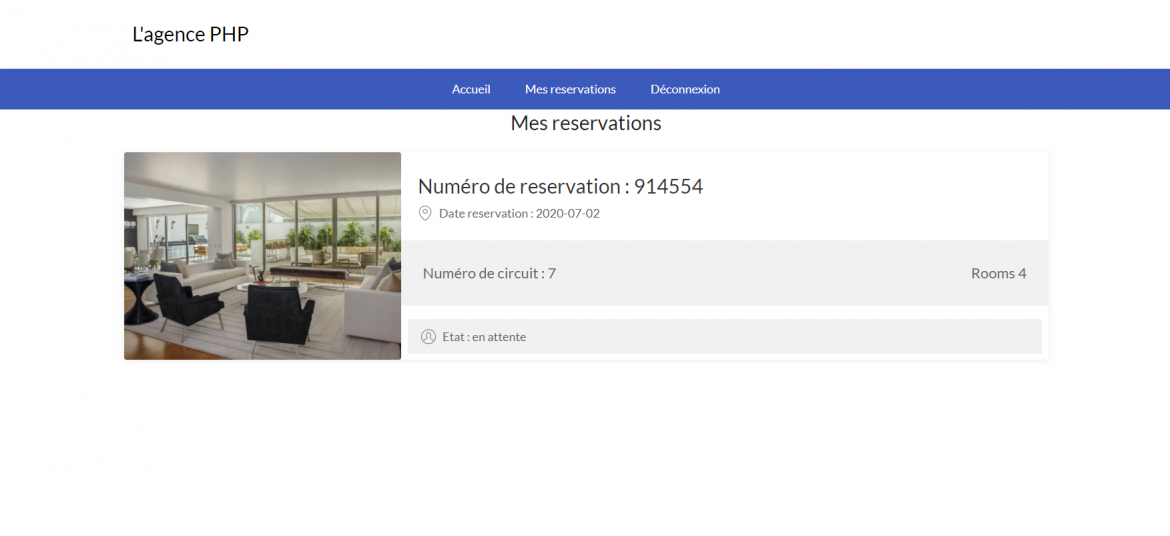 L'agence PHP
Accueil Mes reservations Déconnexion
Mes reservations
Numéro de reservation : 914554
Date reservation : 2020-07-02
Numéro de circuit : 7 Rooms 4
Etat : en attente